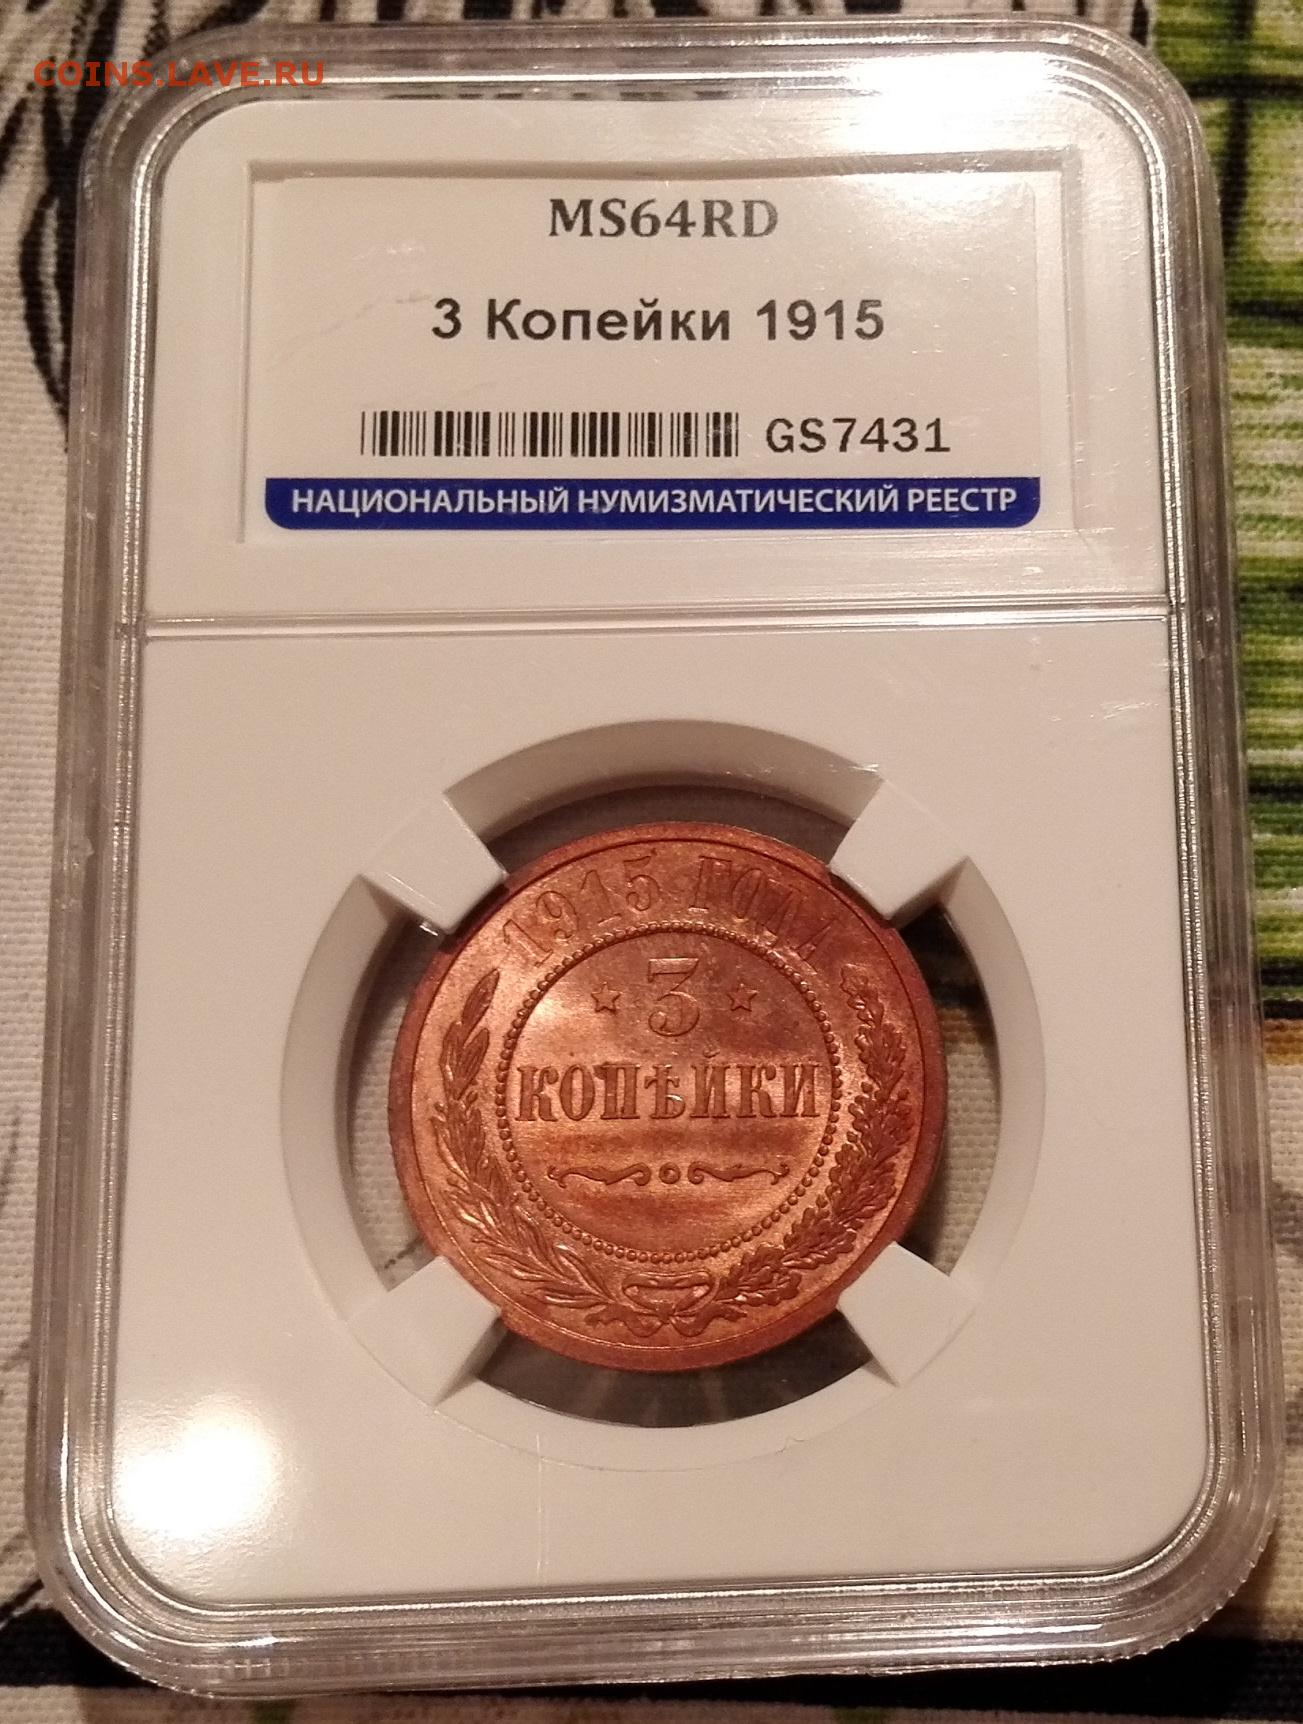 COINS.LAVE.RU
MS64RD
3 Копейки 1915
GS7431
НАЦИОНАЛЬНЫЙ НУМИЗМАТИЧЕСКИЙ РЕЕСТР
1915 ГОДА
3
КОПѢЙКИ